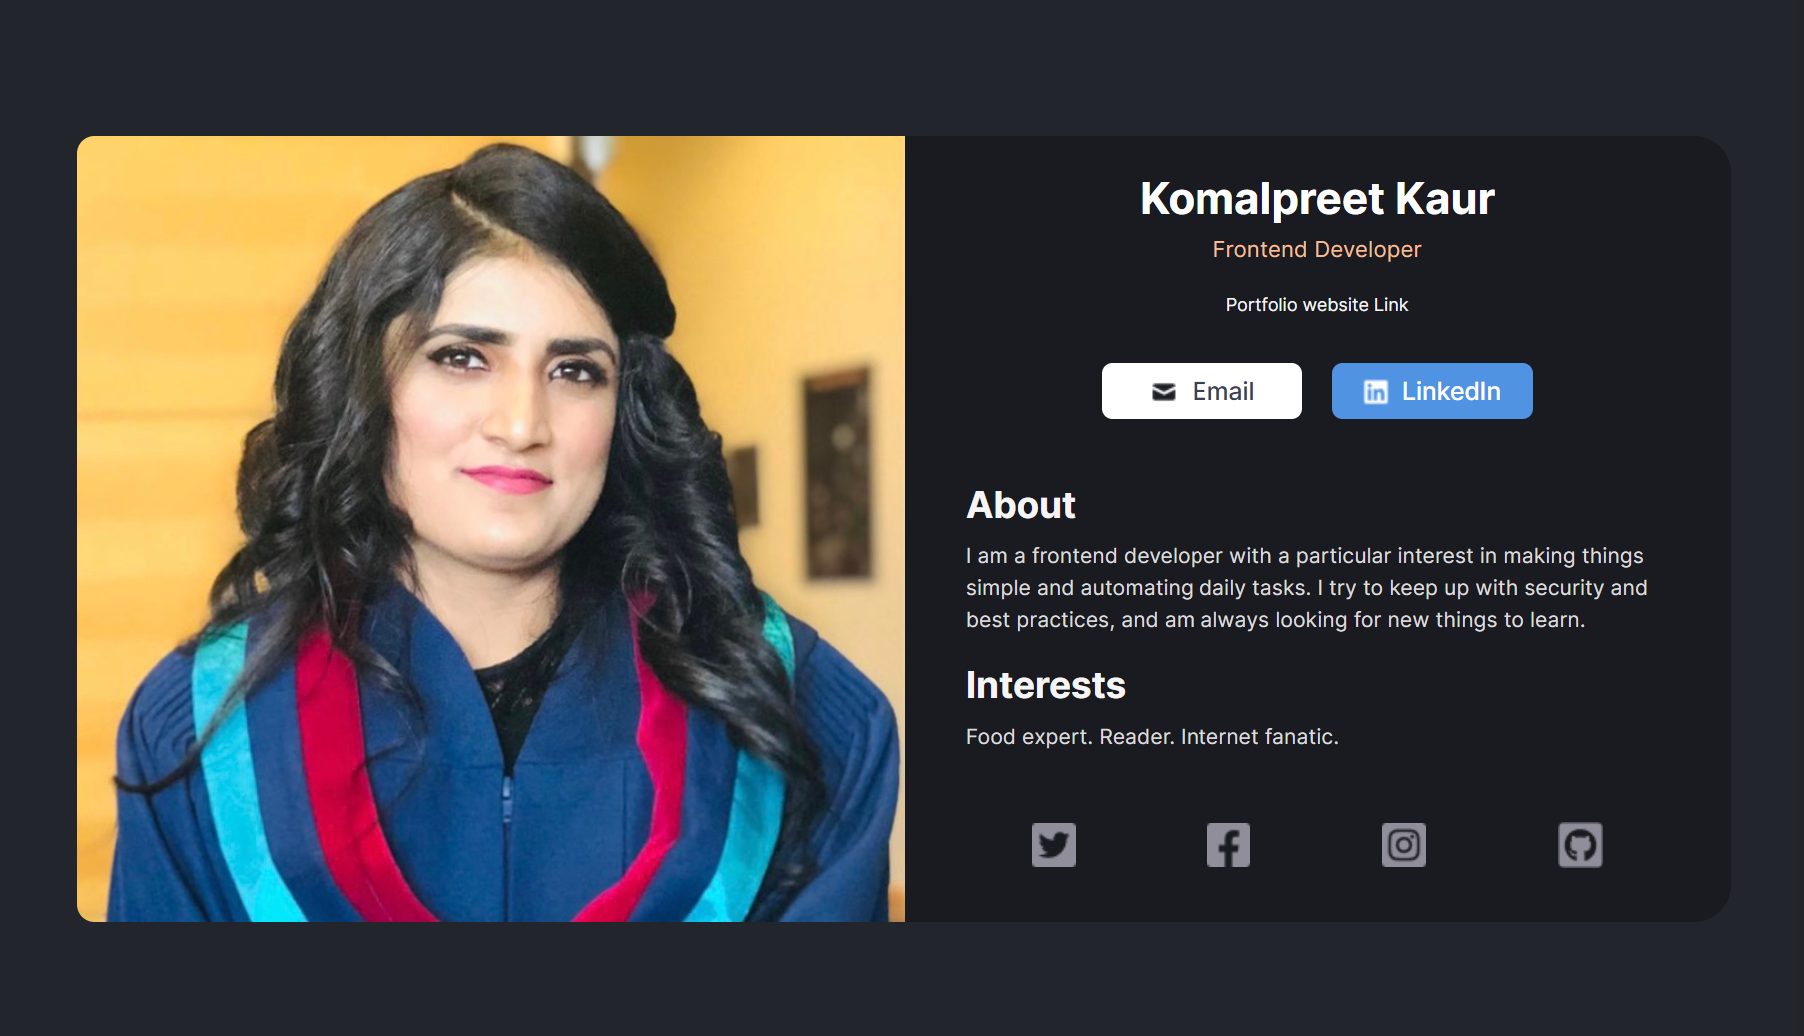 Komalpreet Kaur
Frontend Developer
Portfolio website Link
Email
LinkedIn
About
I am a frontend developer with a particular interest in making things
simple and automating daily tasks. I try to keep up with security and
best practices, and am always looking for new things to learn.
Interests
Food expert. Reader. Internet fanatic.